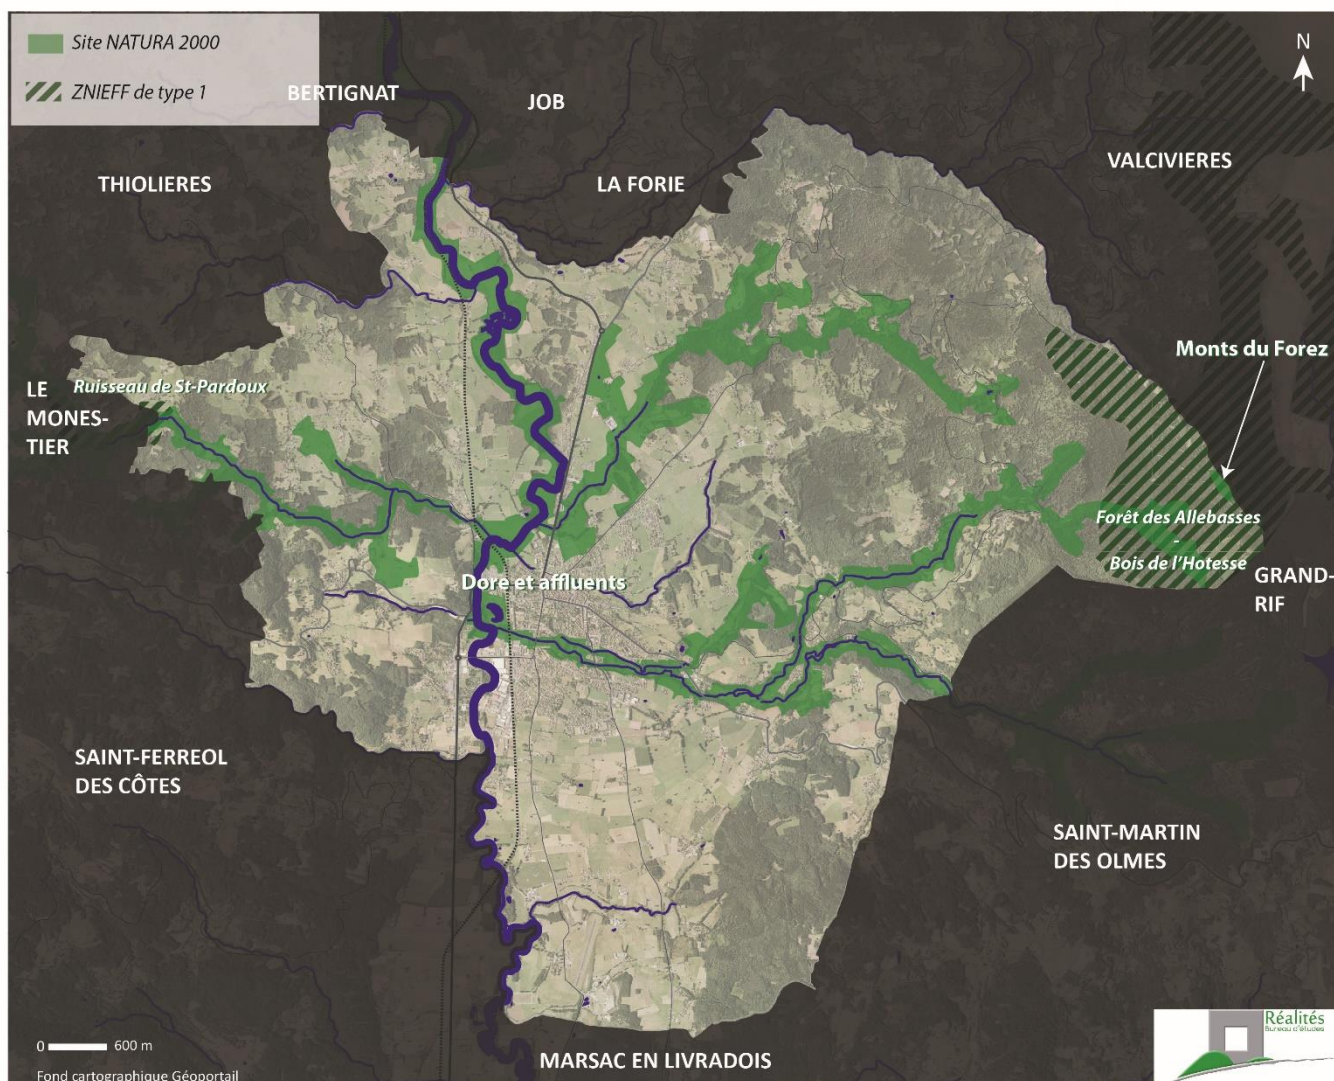 Site NATURA 2000
ZNIEFF de type 1
N
BERTIGNAT
JOB
THIOLIERES
LA FORIE
VALCIVIERES
Monts du Forez
LE
MONES-
TIER
Ruisseau de St-Pardoux
Forêt des Allebasses
-
Bois de l'Hotesse
GRAND-
RIF
Dore et affluents
SAINT-FERREOL
DES CÔTES
SAINT-MARTIN
DES OLMES
MARSAC EN LIVRADOIS
0 600 m
Fond cartographique Géoportail
Réalités
Bureau d'études